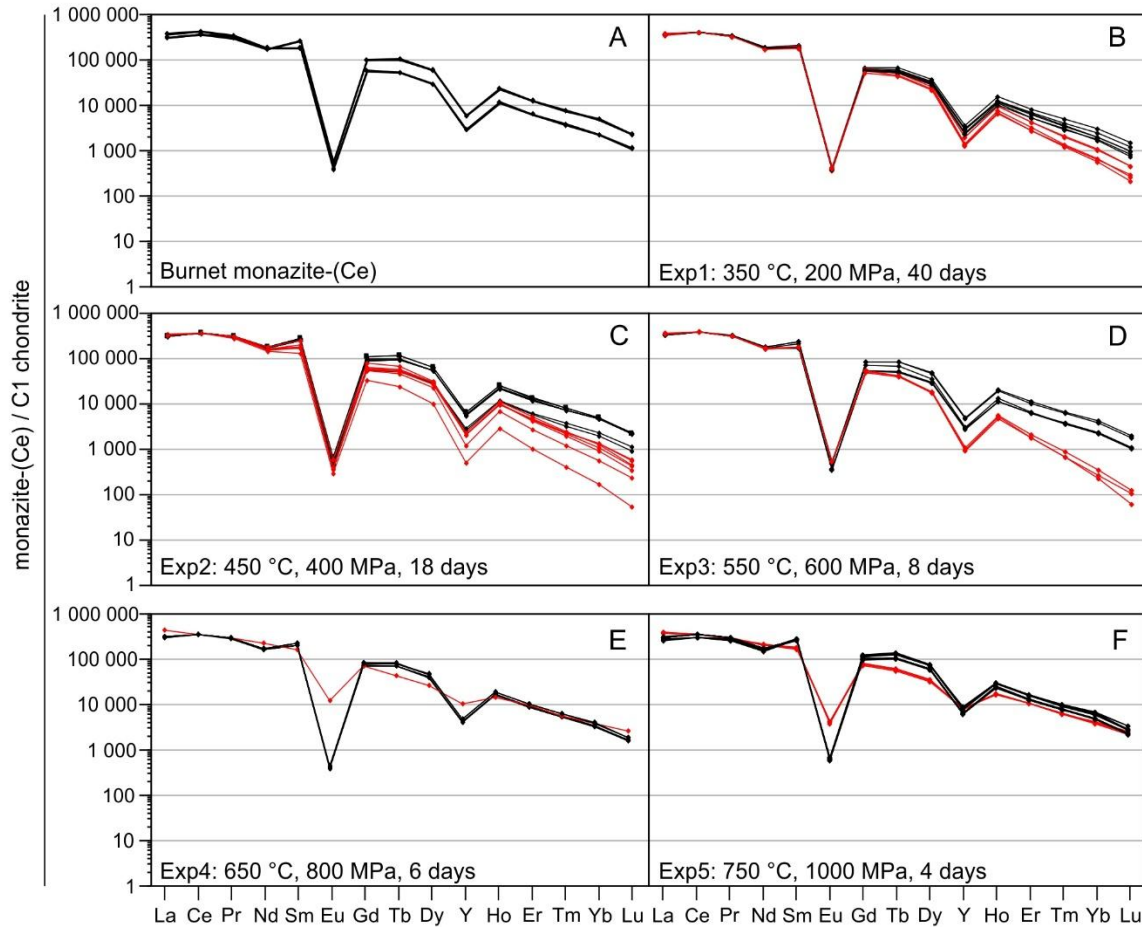 monazite-(Ce) / C1 chondrite
1 000 000
100 000
10 000
1 000
100
10
1
A
Burnet monazite-(Ce)
B
Exp1: 350 °C, 200 MPa, 40 days
1 000 000
100 000
10 000
1 000
100
10
1
C
Exp2: 450 °C, 400 MPa, 18 days
D
Exp3: 550 °C, 600 MPa, 8 days
1 000 000
100 000
10 000
1 000
100
10
1
E
Exp4: 650 °C, 800 MPa, 6 days
F
Exp5: 750 °C, 1000 MPa, 4 days
La Ce Pr Nd Sm Eu Gd Tb Dy Y Ho Er Tm Yb Lu
La Ce Pr Nd Sm Eu Gd Tb Dy Y Ho Er Tm Yb Lu